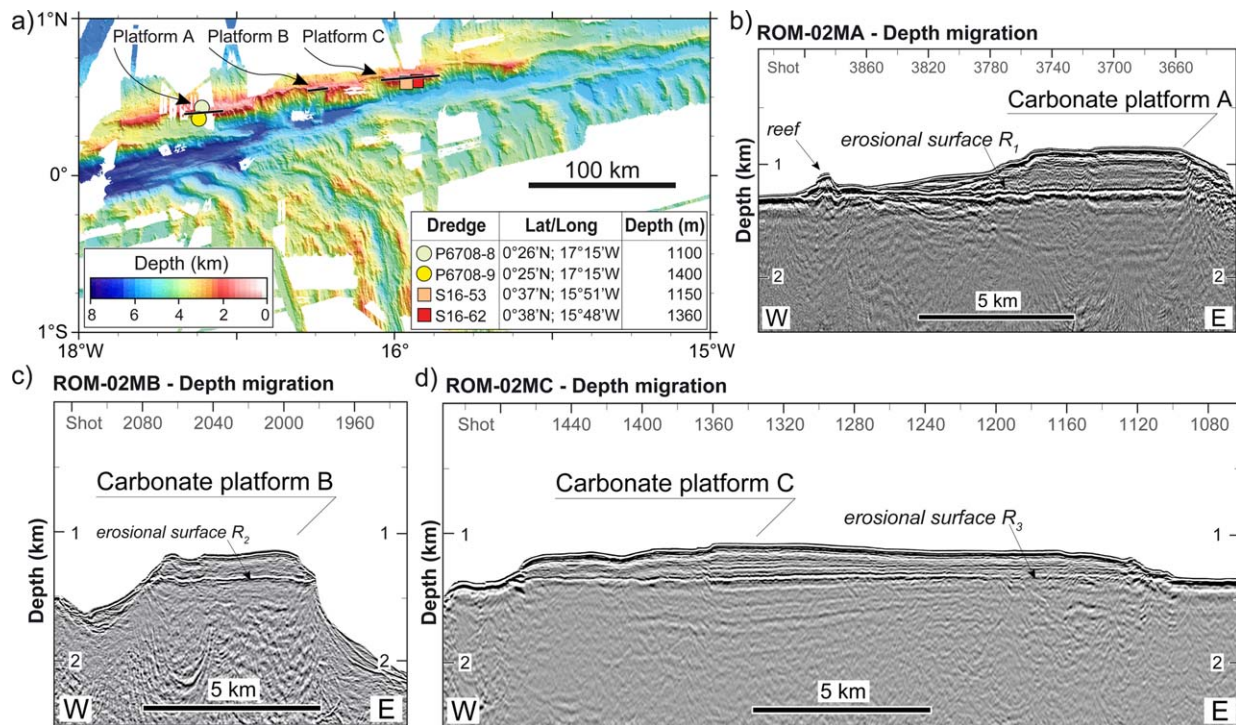 a)
1°N
Platform A
Platform B
Platform C
0°
100 km
Dredge Lat/Long Depth (m)
P6708-8 0°26'N; 17°15'W 1100
P6708-9 0°25'N; 17°15'W 1400
S16-53 0°37'N; 15°51'W 1150
S16-62 0°38'N; 15°48'W 1360
Depth (km)
8 6 4 2 0
1°S
18°W 17°W 16°W 15°W
b)
ROM-02MA - Depth migration
Shot 3860 3820 3780 3740 3700 3660
Carbonate platform A
reef
erosional surface R1
Depth (km)
1
2 2
5 km
W E
c)
ROM-02MB - Depth migration
Shot 2080 2040 2000 1960
Carbonate platform B
erosional surface R2
Depth (km)
1 1
2 2
5 km
W E
d)
ROM-02MC - Depth migration
Shot 1440 1400 1360 1320 1280 1240 1200 1160 1120 1080
Carbonate platform C
erosional surface R3
Depth (km)
1 1
2 2
5 km
W E